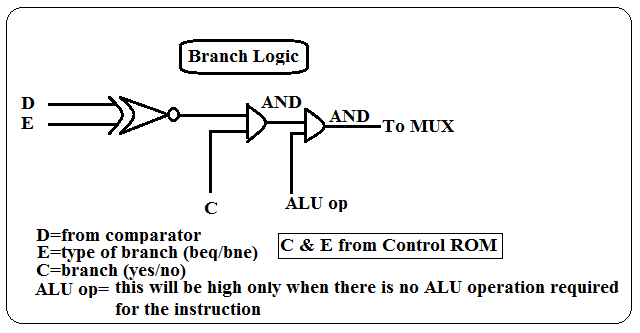 Branch Logic
D
E
AND
AND
To MUX
C
ALU op
D=from comparator
E=type of branch (beq/bne)
C=branch (yes/no)
C & E from Control ROM
ALU op= this will be high only when there is no ALU operation required
for the instruction